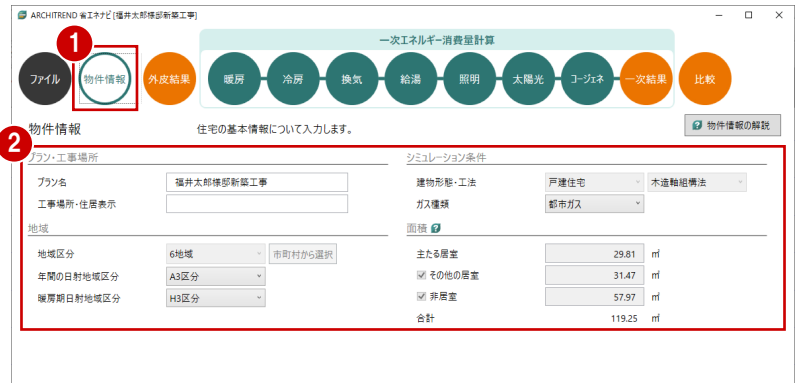 ARCHITREND 省エネナビ [福井太郎様邸新築工事]
1
一次エネルギー消費量計算
ファイル 物件情報 外皮結果 暖房 冷房 換気 給湯 照明 太陽光 コージェネ 一次結果 比較
物件情報 住宅の基本情報について入力します。 物件情報の解説
2
プラン・工事場所 シミュレーション条件
プラン名 福井太郎様邸新築工事 建物形態・工法 戸建住宅 木造軸組構法
工事場所・住居表示 ガス種類 都市ガス
地域 面積
地域区分 6地域 市町村から選択 主たる居室 29.81 ㎡
年間の日射地域区分 A3区分 その他の居室 31.47 ㎡
暖房期日射地域区分 H3区分 非居室 57.97 ㎡
合計 119.25 ㎡